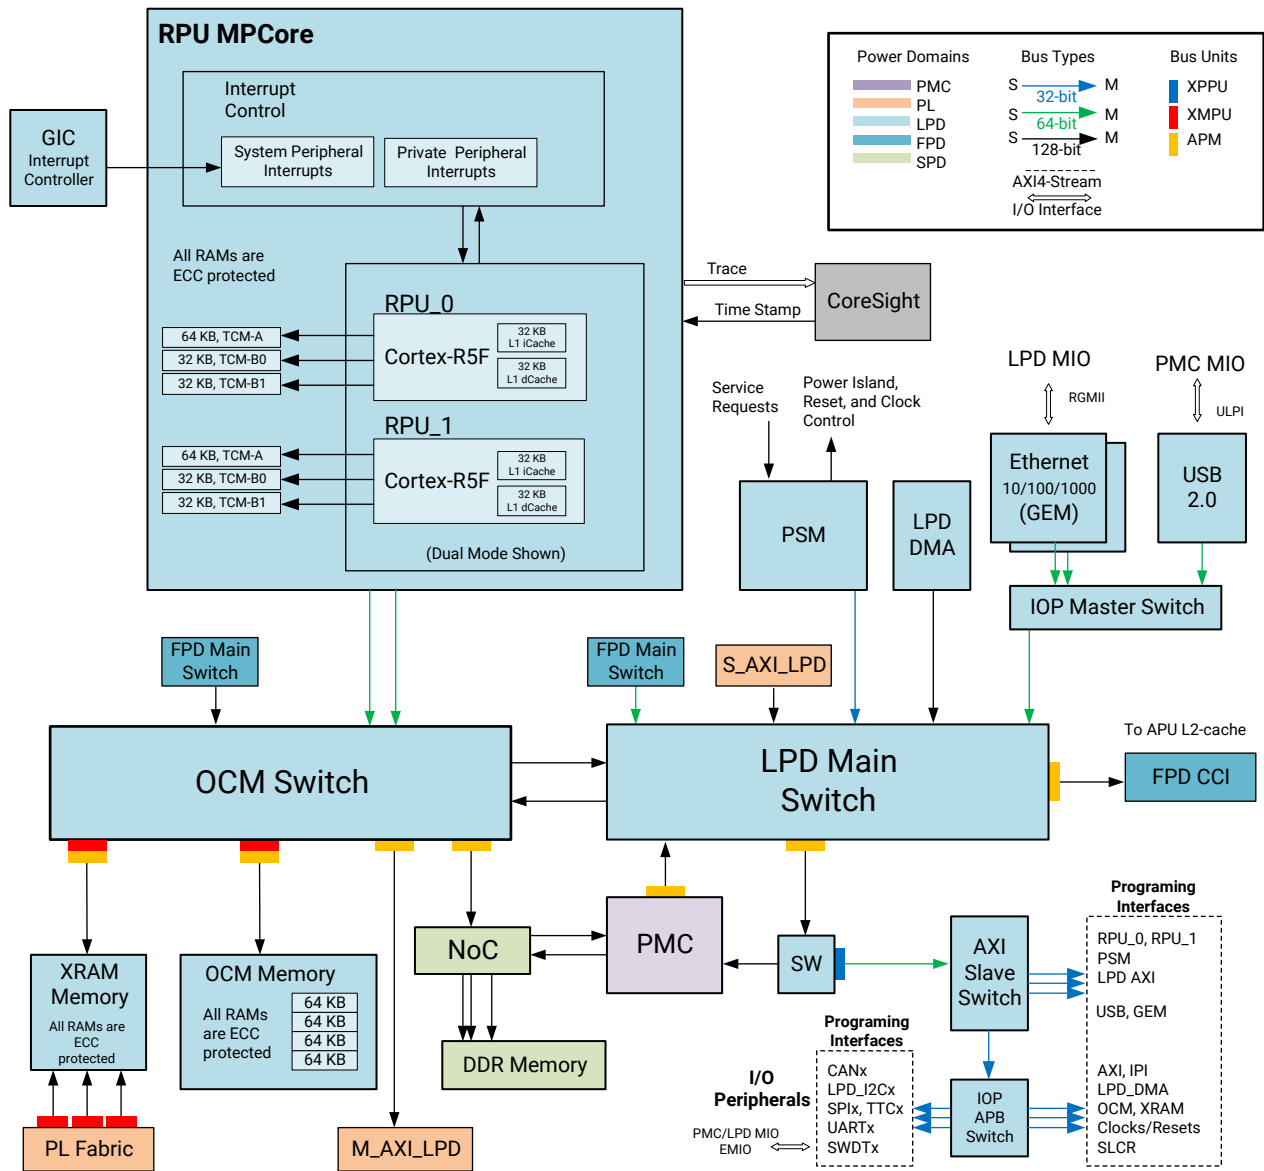 RPU MPCore
Interrupt
Control
System Peripheral
Interrupts
Private Peripheral
Interrupts
GIC
Interrupt
Controller
All RAMs are
ECC protected
RPU_0
Cortex-R5F
32 KB
L1 iCache
32 KB
L1 dCache
64 KB, TCM-A
32 KB, TCM-B0
32 KB, TCM-B1
RPU_1
Cortex-R5F
32 KB
L1 iCache
32 KB
L1 dCache
64 KB, TCM-A
32 KB, TCM-B0
32 KB, TCM-B1
(Dual Mode Shown)
Power Domains
PMC
PL
LPD
FPD
SPD
Bus Types
S
M
32-bit
S
M
64-bit
S
M
128-bit
AXI4-Stream
I/O Interface
Bus Units
XPPU
XMPU
APM
Trace
Time Stamp
CoreSight
Service
Requests
Power Island,
Reset, and Clock
Control
LPD MIO
RGMII
PMC MIO
ULPI
PSM
LPD
DMA
Ethernet
10/100/1000
(GEM)
USB
2.0
IOP Master Switch
FPD Main
Switch
FPD Main
Switch
S_AXI_LPD
OCM Switch
LPD Main
Switch
To APU L2-cache
FPD CCI
NoC
PMC
SW
AXI
Slave
Switch
Programing
Interfaces
RPU_0, RPU_1
PSM
LPD AXI
USB, GEM
AXI, IPI
LPD_DMA
OCM, XRAM
Clocks/Resets
SLCR
XRAM
Memory
All RAMs are
ECC
protected
OCM Memory
All RAMs
are ECC
protected
64 KB
64 KB
64 KB
64 KB
DDR Memory
Programing
Interfaces
CANx
LPD_I2Cx
SPIx, TTCx
UARTx
SWDTx
I/O
Peripherals
PMC/LPD MIO
EMIO
IOP
APB
Switch
PL Fabric
M_AXI_LPD